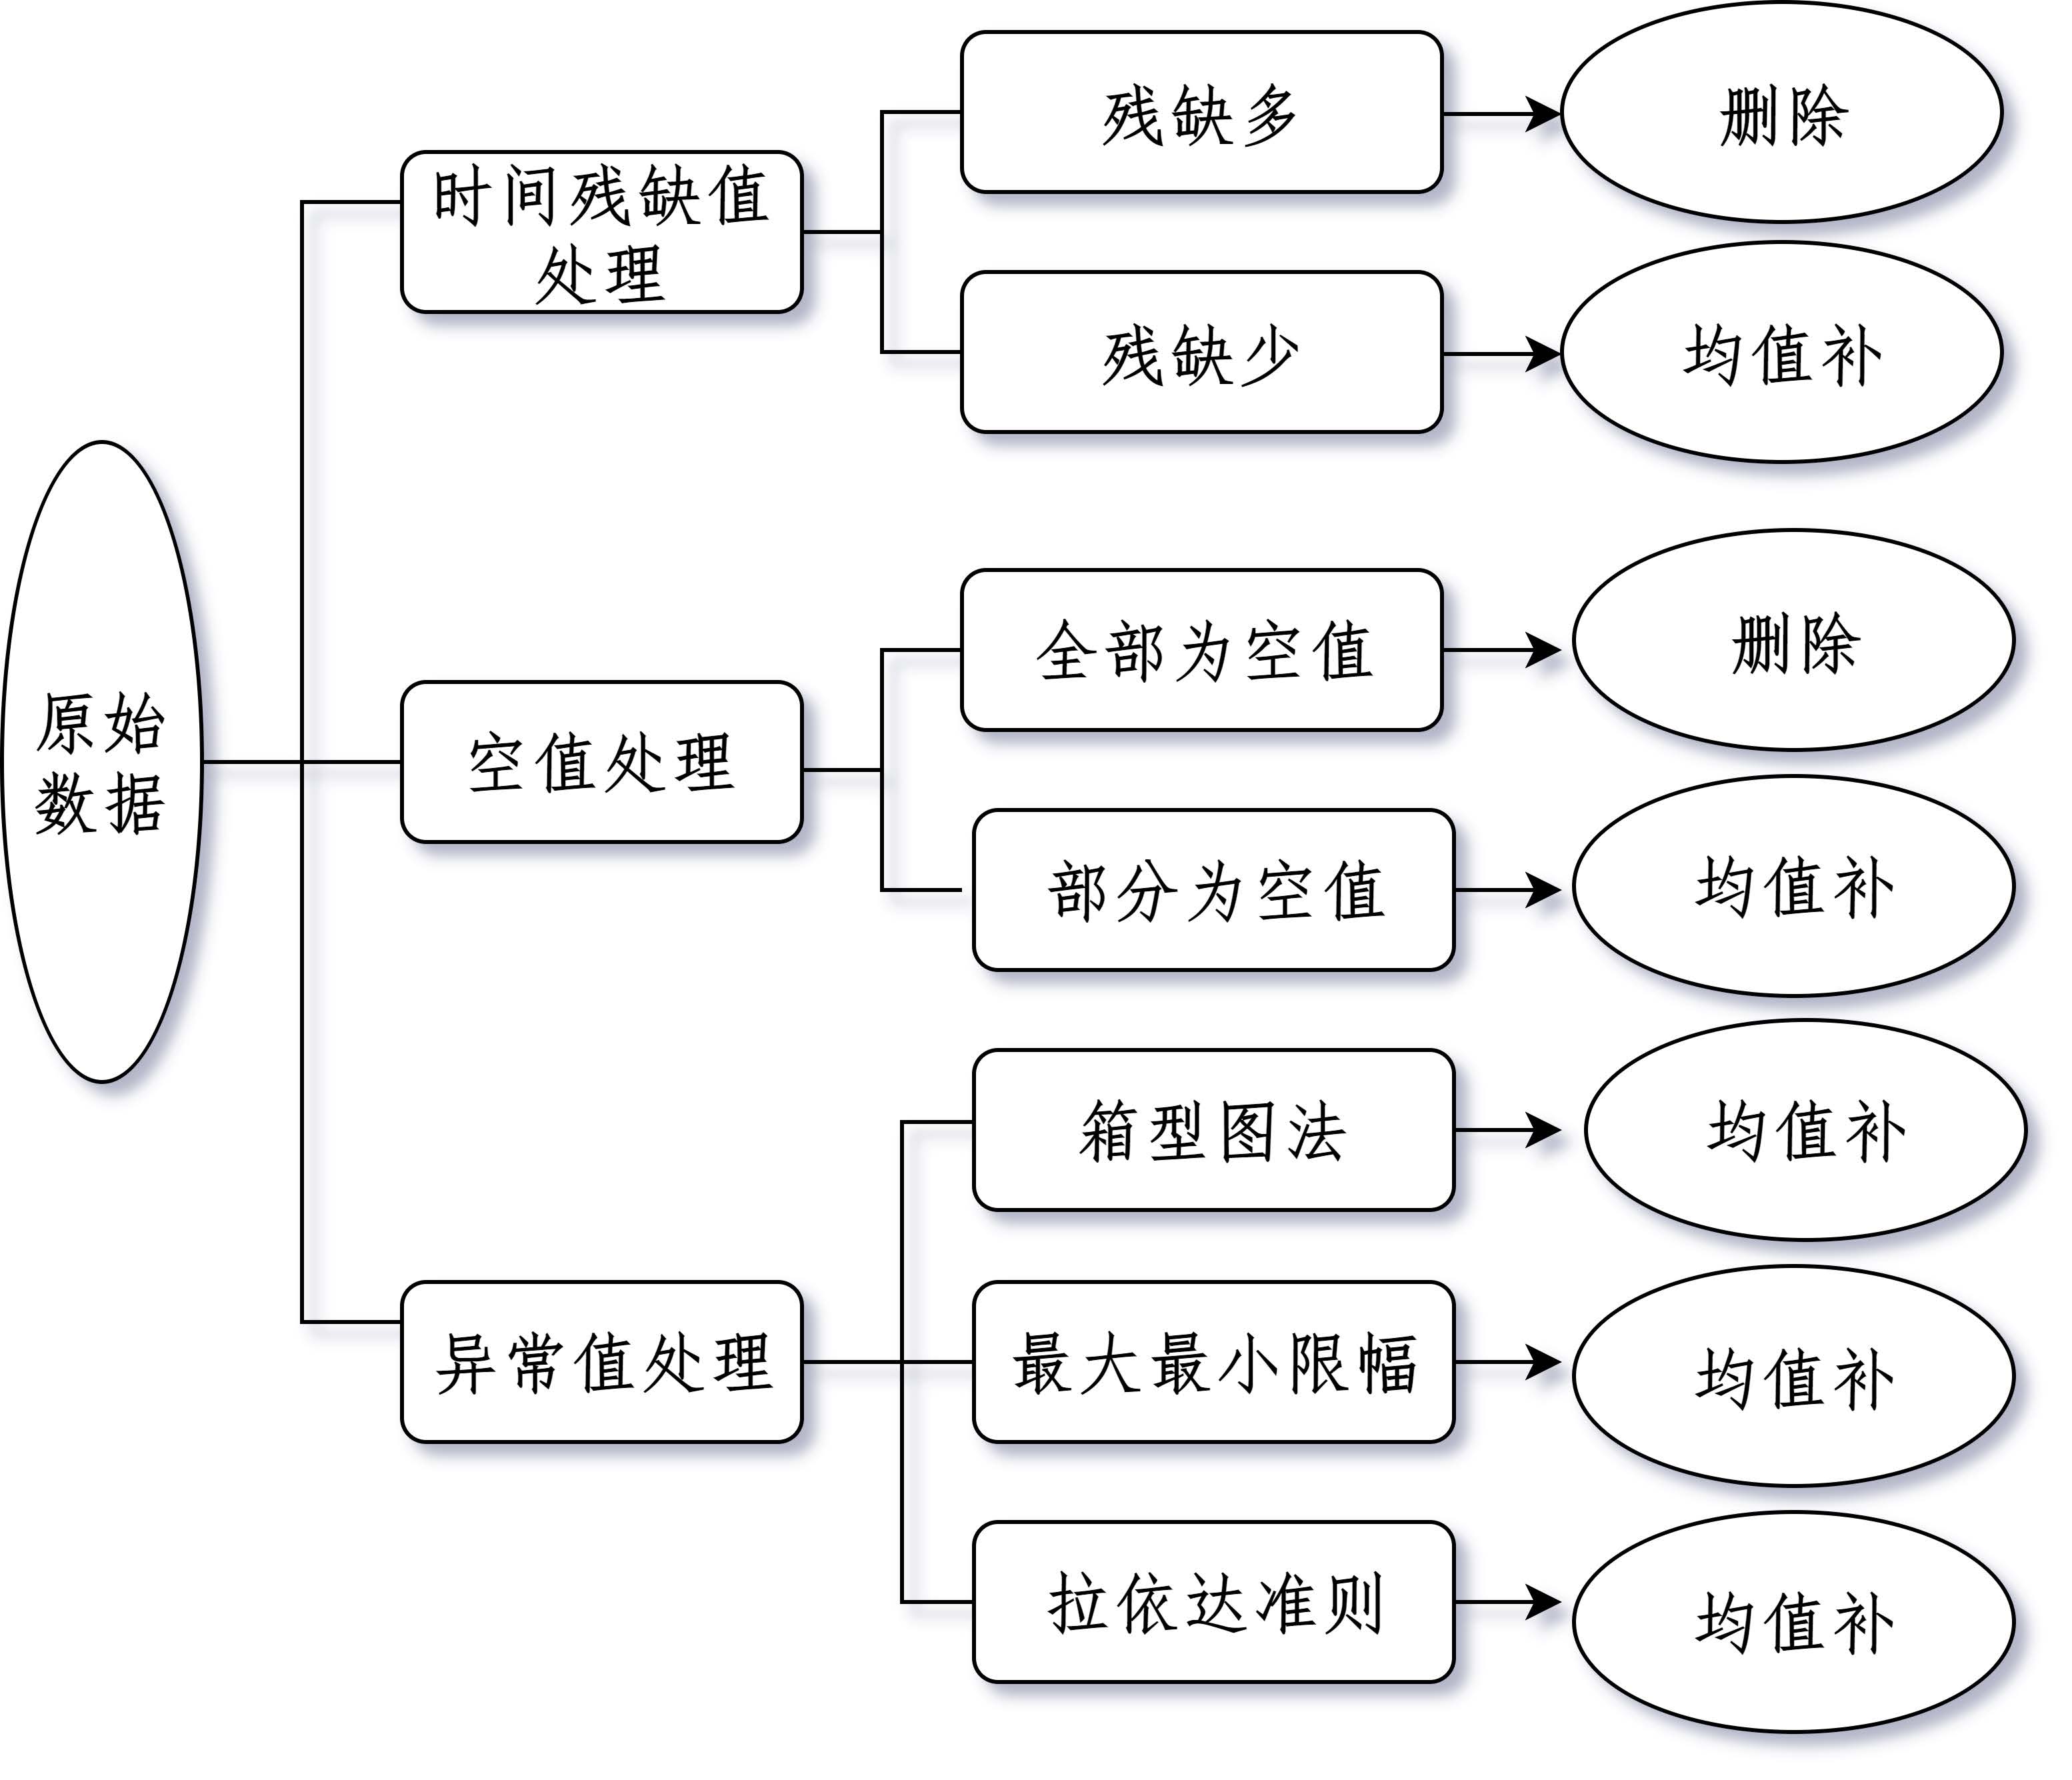 原始
数据
时间残缺值
处理
残缺多
删除
残缺少
均值补
空值处理
全部为空值
删除
部分为空值
均值补
异常值处理
箱型图法
均值补
最大最小限幅
均值补
拉依达准则
均值补